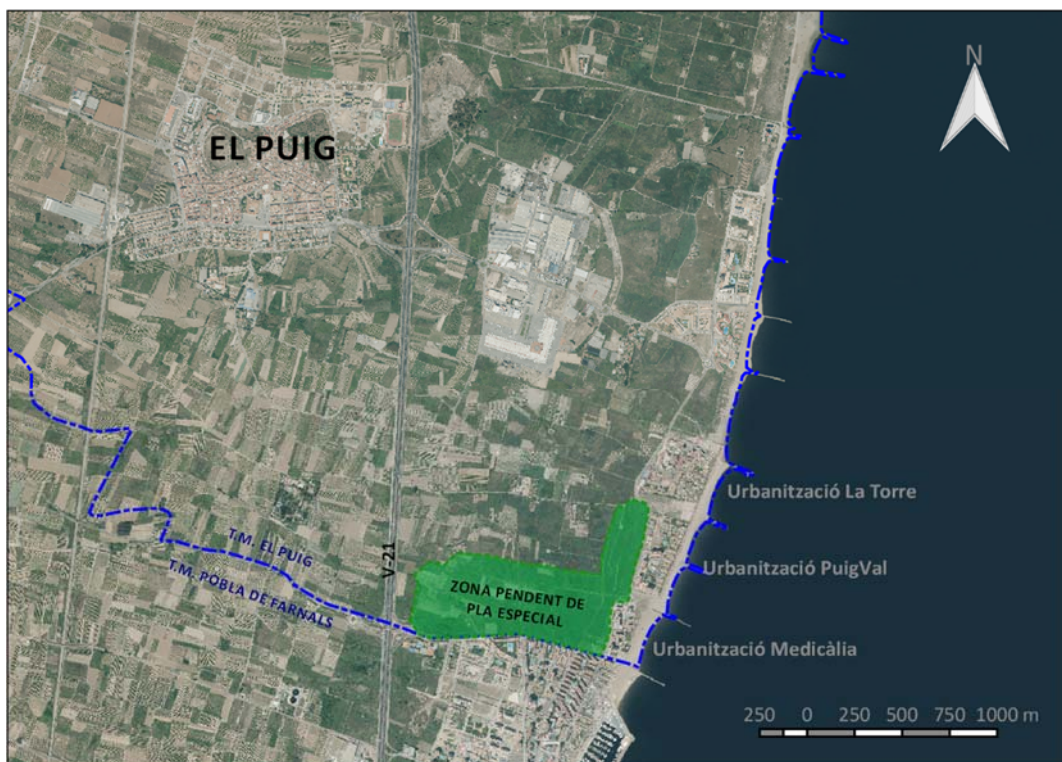 N
EL PUIG
Urbanització La Torre
V-21
T.M. EL PUIG
T.M. POBLA DE FARNALS
Urbanització PuigVal
ZONA PENDENT DE
PLA ESPECIAL
Urbanització Medicàlia
250 0 250 500 750 1000 m